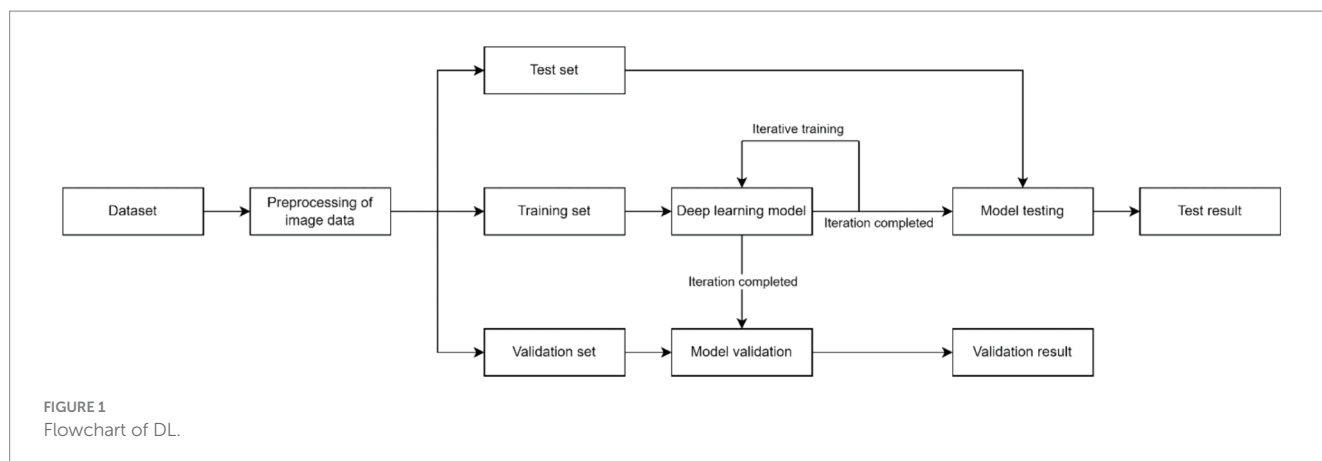 Test set
Iterative training
Dataset
Preprocessing of
image data
Training set
Deep learning model
Iteration completed
Model testing
Test result
Iteration completed
Validation set
Model validation
Validation result
FIGURE 1
Flowchart of DL.